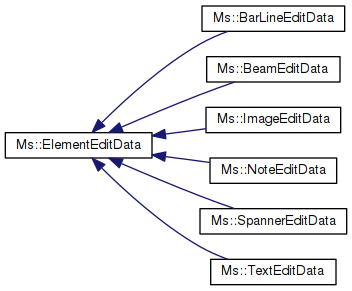 Ms::BarLineEditData
Ms::BeamEditData
Ms::ImageEditData
Ms::ElementEditData
Ms::NoteEditData
Ms::SpannerEditData
Ms::TextEditData